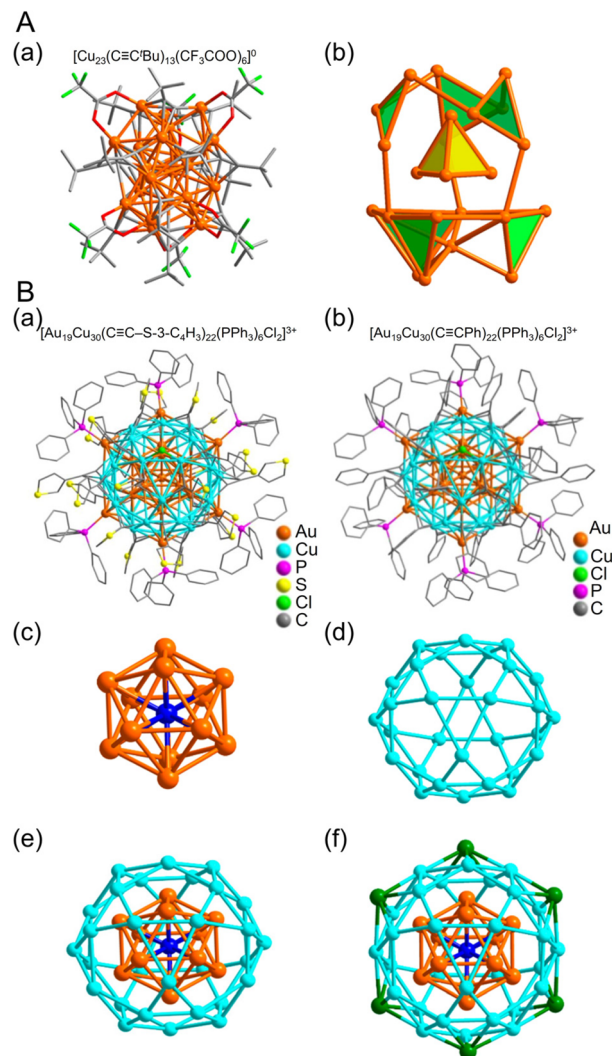 A
(a)
(b)
[Cu₂₃(C≡CᵗBu)₁₃(CF₃COO)₆]⁰
B
(a)
(b)
[Au₁₉Cu₃₀(C≡C–S-3-C₄H₃)₂₂(PPh₃)₆Cl₂]³⁺
[Au₁₉Cu₃₀(C≡CPh)₂₂(PPh₃)₆Cl₂]³⁺
Au
Cu
P
S
Cl
C
Au
Cu
Cl
P
C
(c)
(d)
(e)
(f)